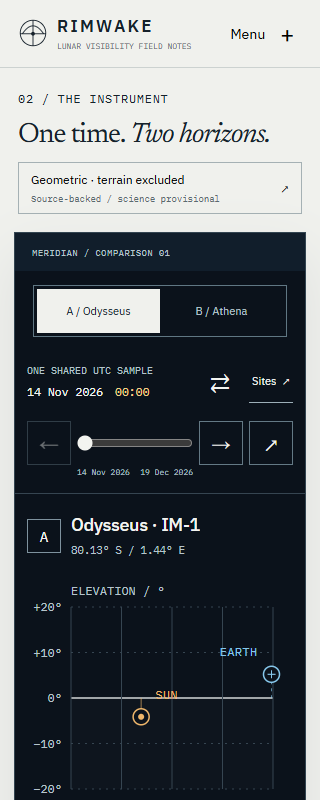 RIMWAKE
LUNAR VISIBILITY FIELD NOTES
Menu +
02 / THE INSTRUMENT
One time. Two horizons.
Geometric · terrain excluded
Source-backed / science provisional
↗
MERIDIAN / COMPARISON 01
A / Odysseus
B / Athena
ONE SHARED UTC SAMPLE
14 Nov 2026 00:00
⇄
Sites ↗
←
→
↗
14 Nov 2026 19 Dec 2026
A
Odysseus · IM-1
80.13° S / 1.44° E
ELEVATION / °
+20°
+10°
EARTH
0°
SUN
−10°
−20°